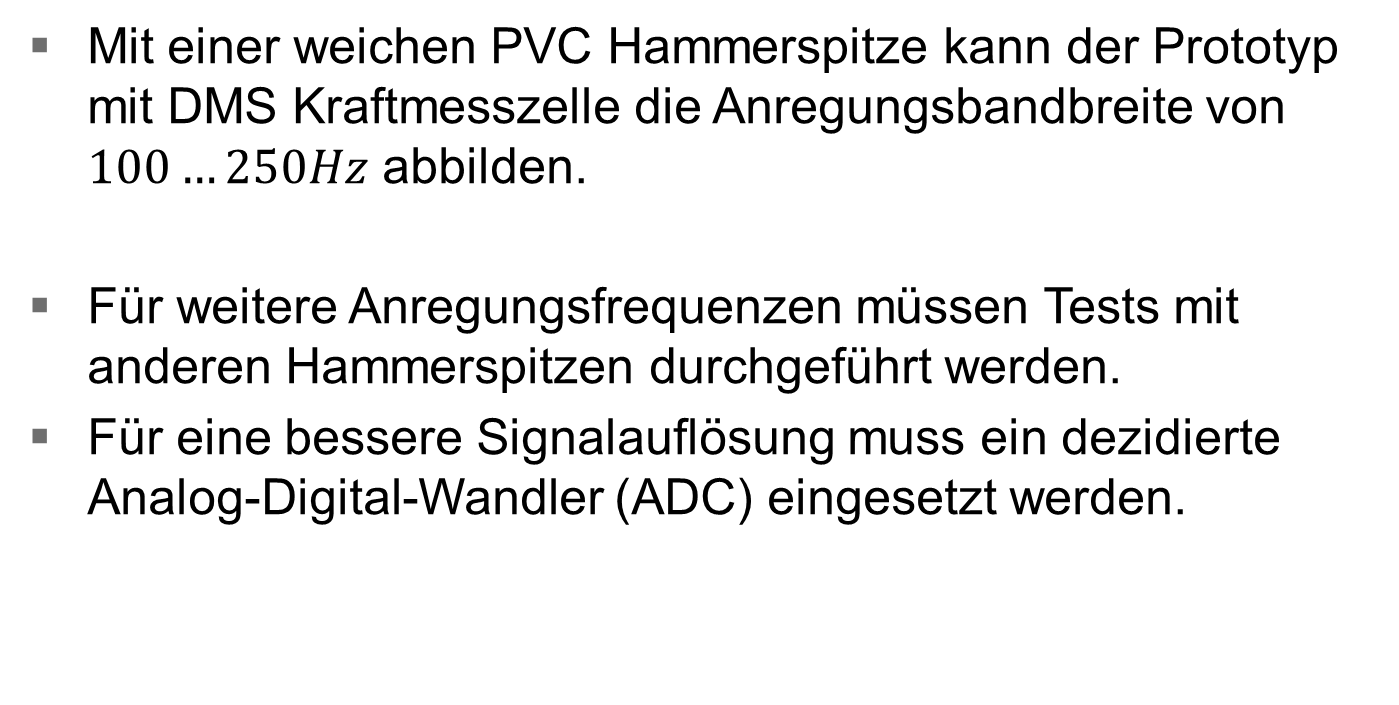 ▪ Mit einer weichen PVC Hammerspitze kann der Prototyp
mit DMS Kraftmesszelle die Anregungsbandbreite von
100 … 250Hz abbilden.
▪ Für weitere Anregungsfrequenzen müssen Tests mit
anderen Hammerspitzen durchgeführt werden.
▪ Für eine bessere Signalauflösung muss ein dezidierte
Analog-Digital-Wandler (ADC) eingesetzt werden.